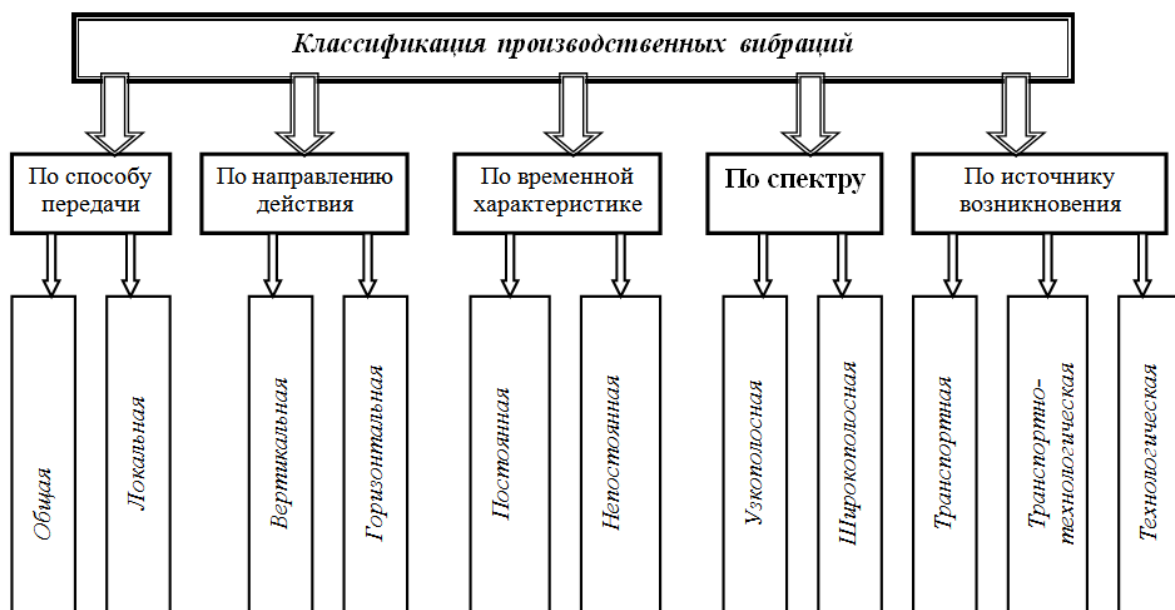 Классификация производственных вибраций
По способу
передачи
По направлению
действия
По временной
характеристике
По спектру
По источнику
возникновения
Общая
Локальная
Вертикальная
Горизонтальная
Постоянная
Непостоянная
Узкополосная
Широкополосная
Транспортная
Транспортно-
технологическая
Технологическая